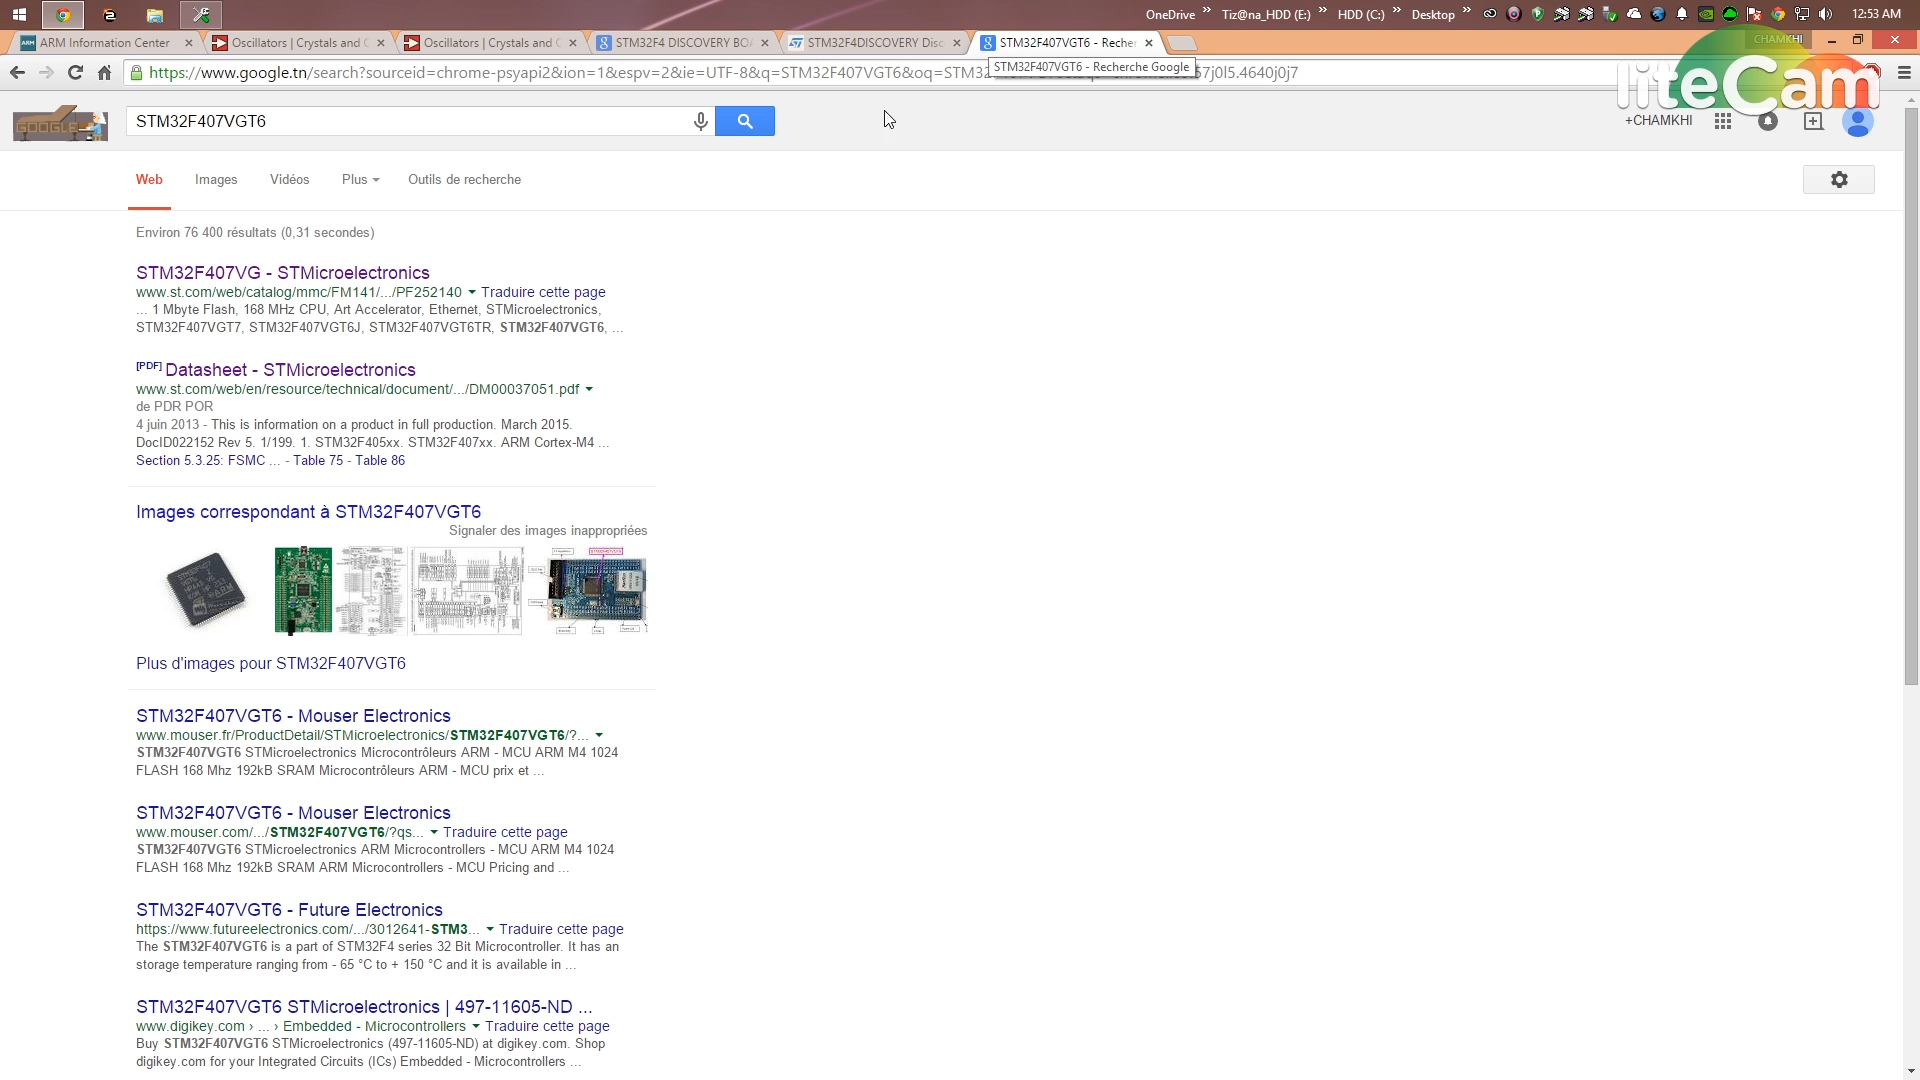 OneDrive » Tiz@na_HDD (E:) » HDD (C:) » Desktop » 12:53 AM
ARM Information Center
Oscillators | Crystals and C
Oscillators | Crystals and C
STM32F4 DISCOVERY BOA
STM32F4DISCOVERY Disc
STM32F407VGT6 - Recher
CHAMKHI
https://www.google.tn/search?sourceid=chrome-psyapi2&ion=1&espv=2&ie=UTF-8&q=STM32F407VGT6&oq=STM3
57j0l5.4640j0j7
STM32F407VGT6 - Recherche Google
liteCam
GOOGLE
STM32F407VGT6
+CHAMKHI
Web Images Vidéos Plus Outils de recherche
Environ 76 400 résultats (0,31 secondes)
STM32F407VG - STMicroelectronics
www.st.com/web/catalog/mmc/FM141/.../PF252140 Traduire cette page
... 1 Mbyte Flash, 168 MHz CPU, Art Accelerator, Ethernet, STMicroelectronics,
STM32F407VGT7, STM32F407VGT6J, STM32F407VGT6TR, STM32F407VGT6, ...
[PDF] Datasheet - STMicroelectronics
www.st.com/web/en/resource/technical/document/.../DM00037051.pdf
de PDR POR
4 juin 2013 - This is information on a product in full production. March 2015.
DocID022152 Rev 5. 1/199. 1. STM32F405xx. STM32F407xx. ARM Cortex-M4 ...
Section 5.3.25: FSMC ... - Table 75 - Table 86
Images correspondant à STM32F407VGT6
Signaler des images inappropriées
Plus d'images pour STM32F407VGT6
STM32F407VGT6 - Mouser Electronics
www.mouser.fr/ProductDetail/STMicroelectronics/STM32F407VGT6/?...
STM32F407VGT6 STMicroelectronics Microcontrôleurs ARM - MCU ARM M4 1024
FLASH 168 Mhz 192kB SRAM Microcontrôleurs ARM - MCU prix et ...
STM32F407VGT6 - Mouser Electronics
www.mouser.com/.../STM32F407VGT6/?qs... Traduire cette page
STM32F407VGT6 STMicroelectronics ARM Microcontrollers - MCU ARM M4 1024
FLASH 168 Mhz 192kB SRAM ARM Microcontrollers - MCU Pricing and ...
STM32F407VGT6 - Future Electronics
https://www.futureelectronics.com/.../3012641-STM3... Traduire cette page
The STM32F407VGT6 is a part of STM32F4 series 32 Bit Microcontroller. It has an
storage temperature ranging from - 65 °C to + 150 °C and it is available in ...
STM32F407VGT6 STMicroelectronics | 497-11605-ND ...
www.digikey.com › ... › Embedded - Microcontrollers Traduire cette page
Buy STM32F407VGT6 STMicroelectronics (497-11605-ND) at digikey.com. Shop
digikey.com for your Integrated Circuits (ICs) Embedded - Microcontrollers ...